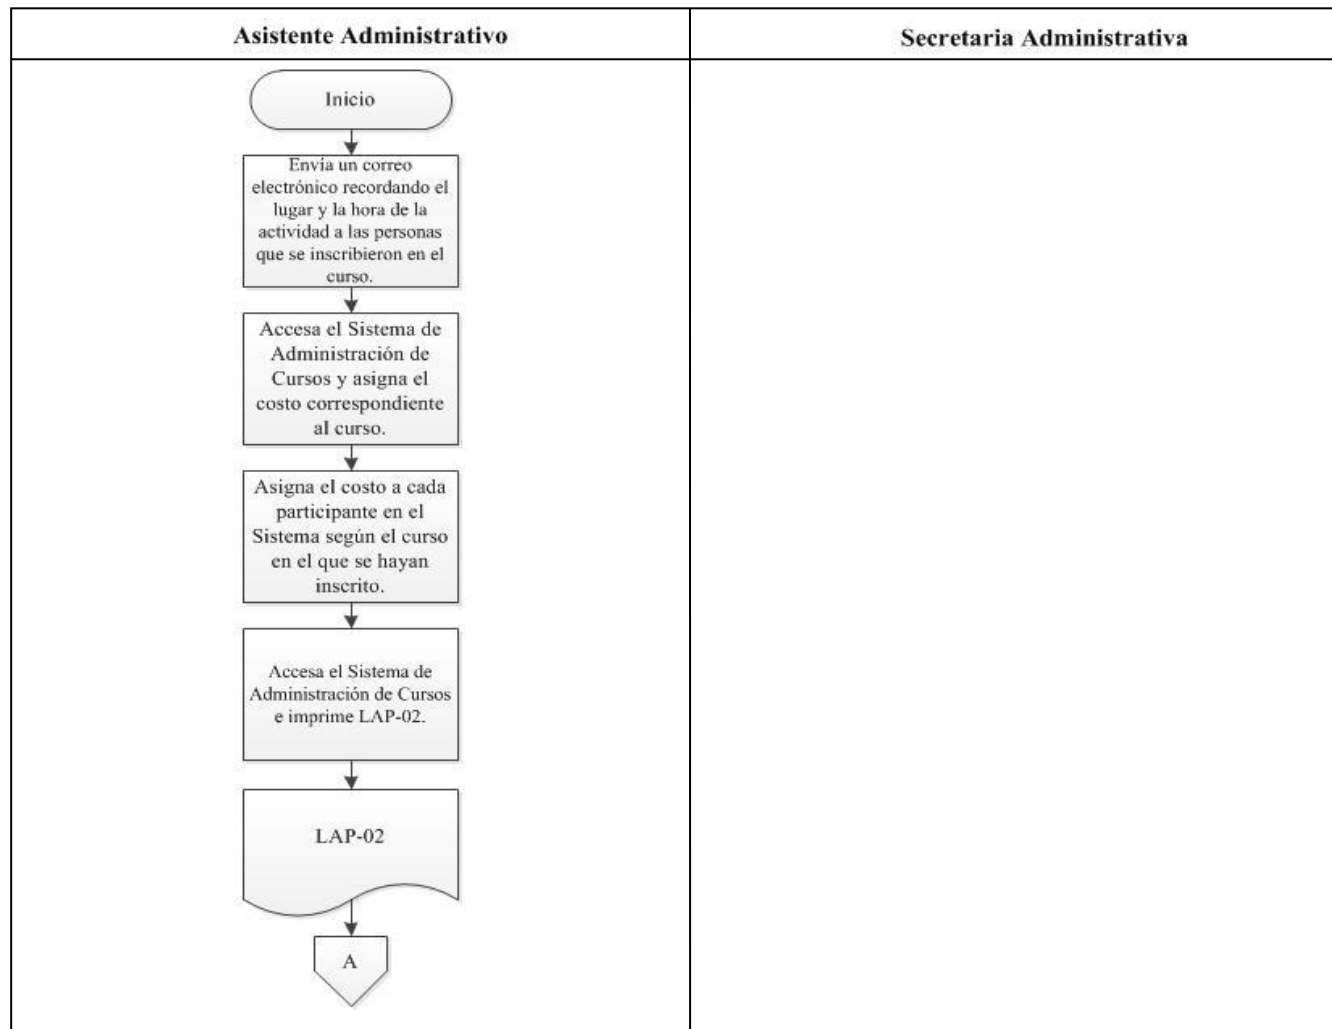 Asistente Administrativo
Secretaria Administrativa
Inicio
Envía un correo
electrónico recordando el
lugar y la hora de la
actividad a las personas
que se inscribieron en el
curso.
Accesa el Sistema de
Administración de
Cursos y asigna el
costo correspondiente
al curso.
Asigna el costo a cada
participante en el
Sistema según el curso
en el que se hayan
inscrito.
Accesa el Sistema de
Administración de Cursos
e imprime LAP-02.
LAP-02
A